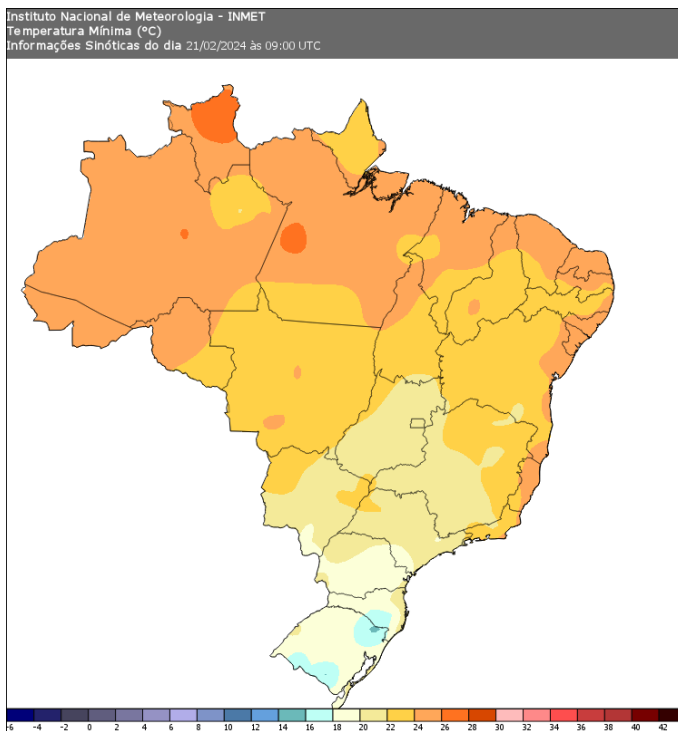 Instituto Nacional de Meteorologia - INMET
Temperatura Mínima (ºC)
Informações Sinóticas do dia 21/02/2024 às 09:00 UTC
-6 -4 -2 0 2 4 6 8 10 12 14 16 18 20 22 24 26 28 30 32 34 36 38 40 42